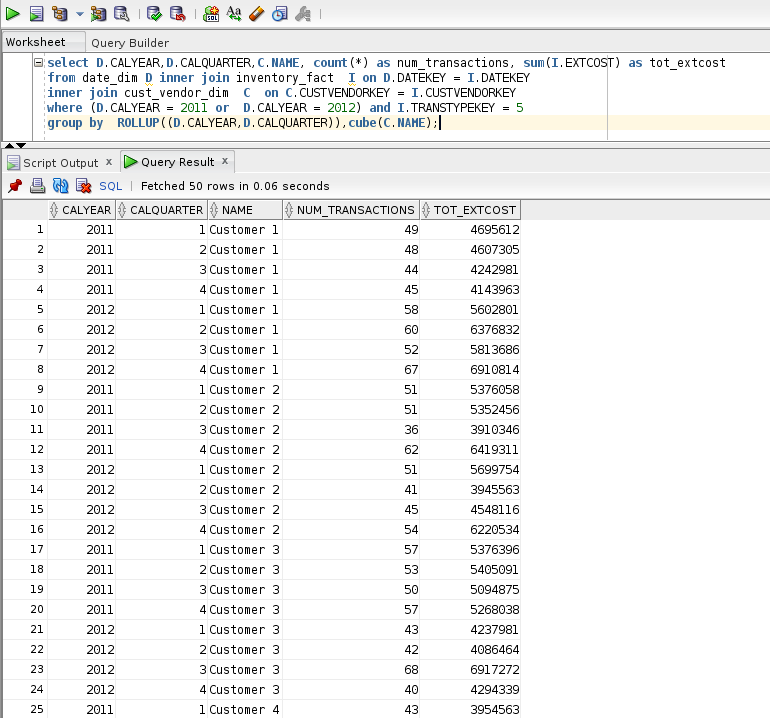 Worksheet Query Builder
select D.CALYEAR,D.CALQUARTER,C.NAME, count(*) as num_transactions, sum(I.EXTCOST) as tot_extcost
from date_dim D inner join inventory_fact  I on D.DATEKEY = I.DATEKEY
inner join cust_vendor_dim  C  on C.CUSTVENDORKEY = I.CUSTVENDORKEY
where (D.CALYEAR = 2011 or  D.CALYEAR = 2012) and I.TRANSTYPEKEY = 5
group by  ROLLUP((D.CALYEAR,D.CALQUARTER)),cube(C.NAME);
Script Output x Query Result x
SQL | Fetched 50 rows in 0.06 seconds
CALYEAR CALQUARTER NAME NUM_TRANSACTIONS TOT_EXTCOST
1 2011 1 Customer 1 49 4695612
2 2011 2 Customer 1 48 4607305
3 2011 3 Customer 1 44 4242981
4 2011 4 Customer 1 45 4143963
5 2012 1 Customer 1 58 5602801
6 2012 2 Customer 1 60 6376832
7 2012 3 Customer 1 52 5813686
8 2012 4 Customer 1 67 6910814
9 2011 1 Customer 2 51 5376058
10 2011 2 Customer 2 51 5352456
11 2011 3 Customer 2 36 3910346
12 2011 4 Customer 2 62 6419311
13 2012 1 Customer 2 51 5699754
14 2012 2 Customer 2 41 3945563
15 2012 3 Customer 2 45 4548116
16 2012 4 Customer 2 54 6220534
17 2011 1 Customer 3 57 5376396
18 2011 2 Customer 3 53 5405091
19 2011 3 Customer 3 50 5094875
20 2011 4 Customer 3 57 5268038
21 2012 1 Customer 3 43 4237981
22 2012 2 Customer 3 42 4086464
23 2012 3 Customer 3 68 6917272
24 2012 4 Customer 3 40 4294339
25 2011 1 Customer 4 43 3954563